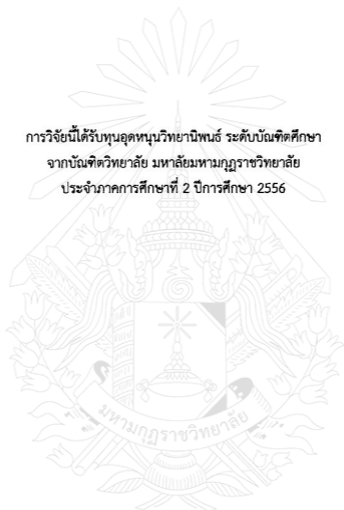 การวิจัยนี้ได้รับทุนอุดหนุนวิทยานิพนธ์ ระดับบัณฑิตศึกษา
จากบัณฑิตวิทยาลัย มหาลัยมหามกุฏราชวิทยาลัย
ประจำภาคการศึกษาที่ 2 ปีการศึกษา 2556
มหามกุฏราชวิทยาลัย